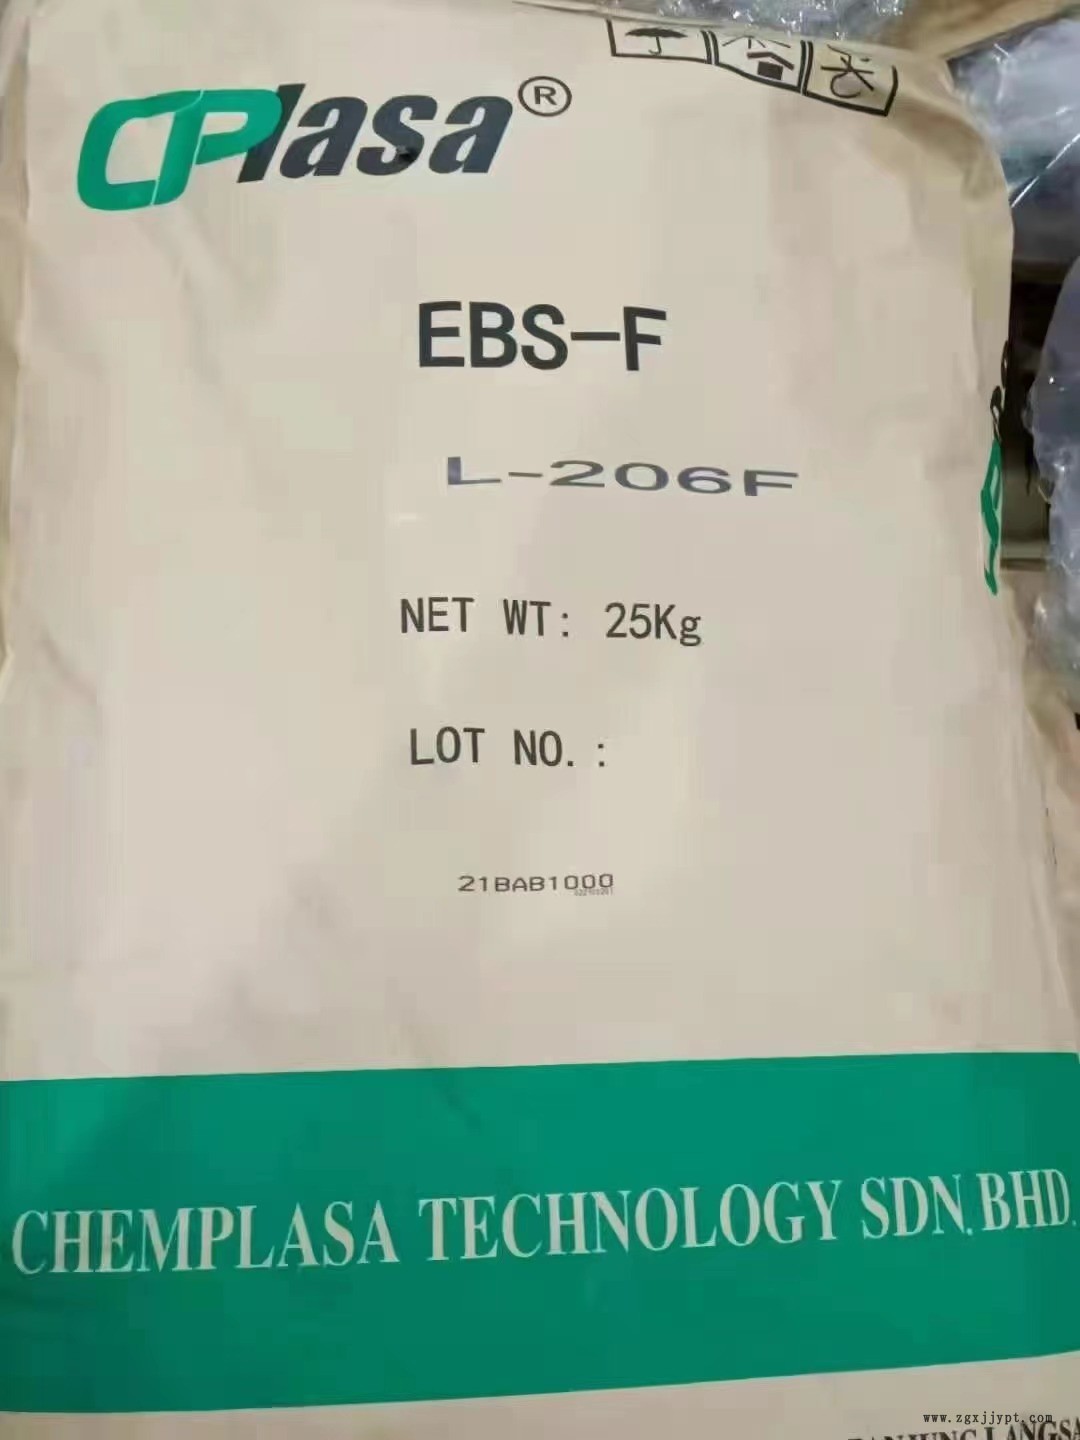 CPlasa®
EBS-F
L-206F
NET WT: 25Kg
LOT NO.:
21BAB1000
CHEMPLASA TECHNOLOGY SDN. BHD.
www.zgxjjypt.com